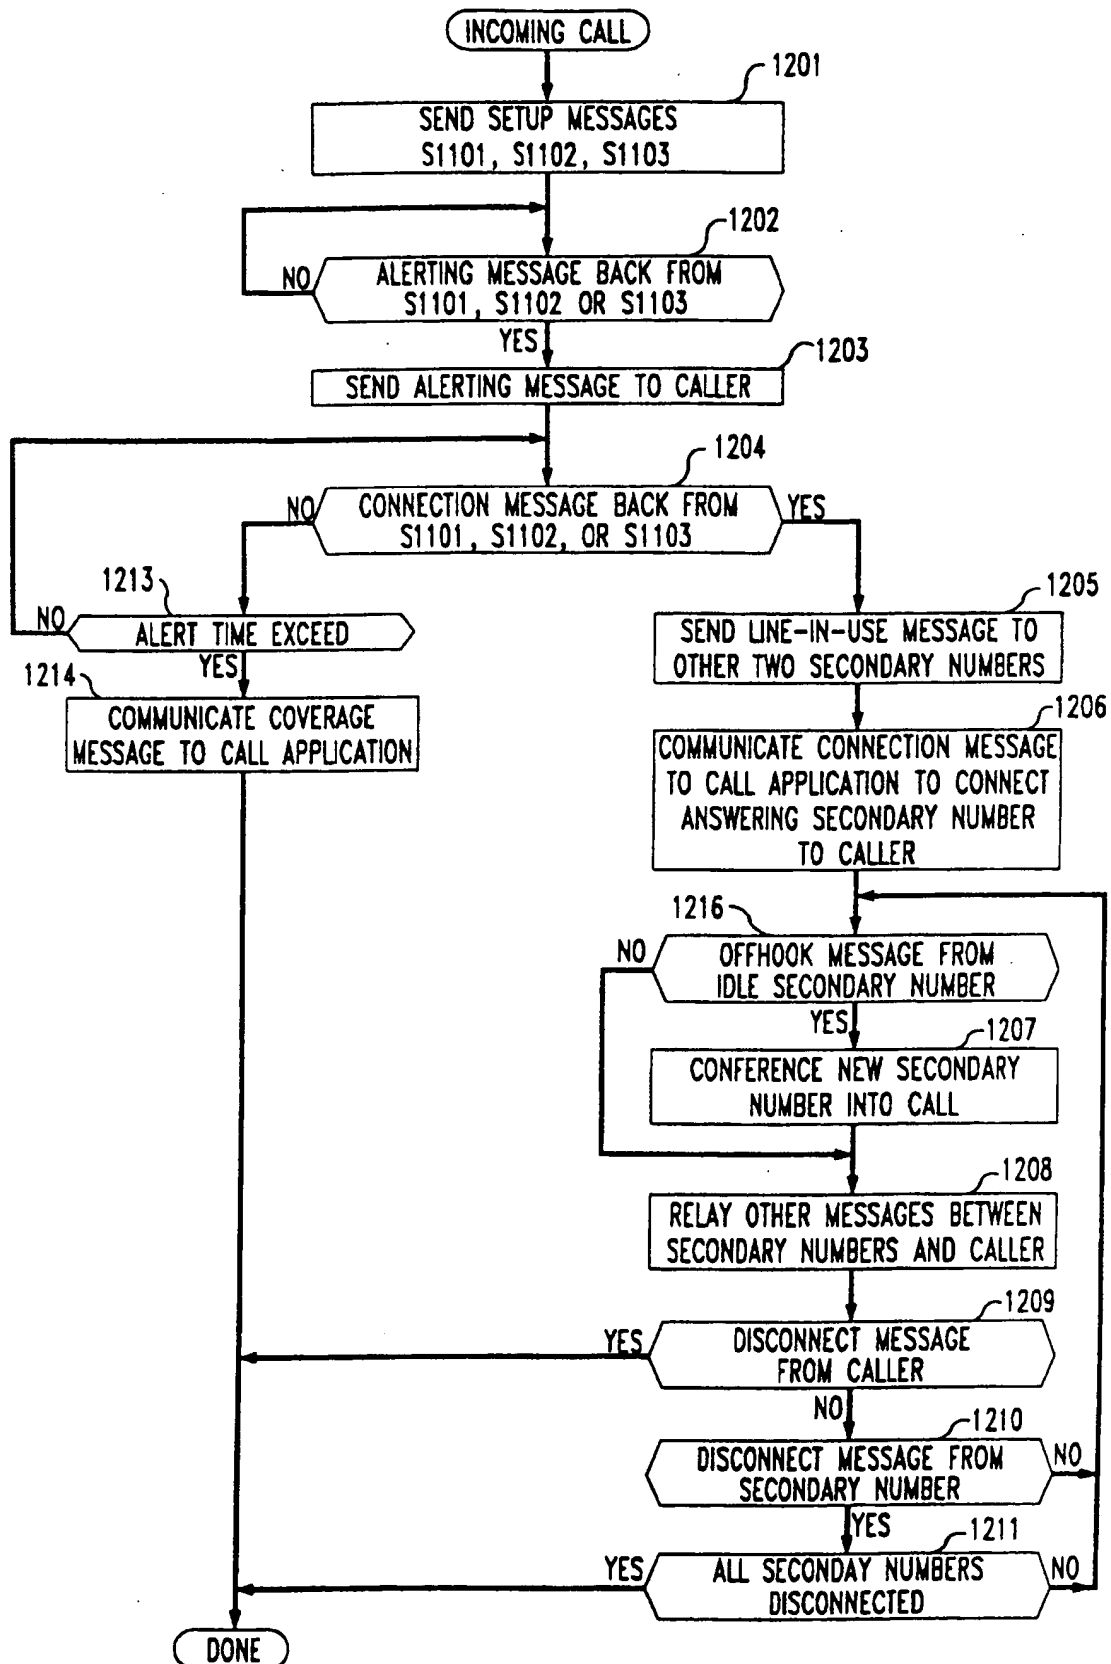 INCOMING CALL
1201
SEND SETUP MESSAGES
S1101, S1102, S1103
1202
NO
ALERTING MESSAGE BACK FROM
S1101, S1102 OR S1103
YES
1203
SEND ALERTING MESSAGE TO CALLER
1204
NO
CONNECTION MESSAGE BACK FROM
S1101, S1102, OR S1103
YES
1213
NO
ALERT TIME EXCEED
YES
1214
COMMUNICATE COVERAGE
MESSAGE TO CALL APPLICATION
1205
SEND LINE-IN-USE MESSAGE TO
OTHER TWO SECONDARY NUMBERS
1206
COMMUNICATE CONNECTION MESSAGE
TO CALL APPLICATION TO CONNECT
ANSWERING SECONDARY NUMBER
TO CALLER
1216
NO
OFFHOOK MESSAGE FROM
IDLE SECONDARY NUMBER
YES
1207
CONFERENCE NEW SECONDARY
NUMBER INTO CALL
1208
RELAY OTHER MESSAGES BETWEEN
SECONDARY NUMBERS AND CALLER
1209
YES
DISCONNECT MESSAGE
FROM CALLER
NO
1210
DISCONNECT MESSAGE FROM
SECONDARY NUMBER
NO
YES
1211
YES
ALL SECONDAY NUMBERS
DISCONNECTED
NO
DONE